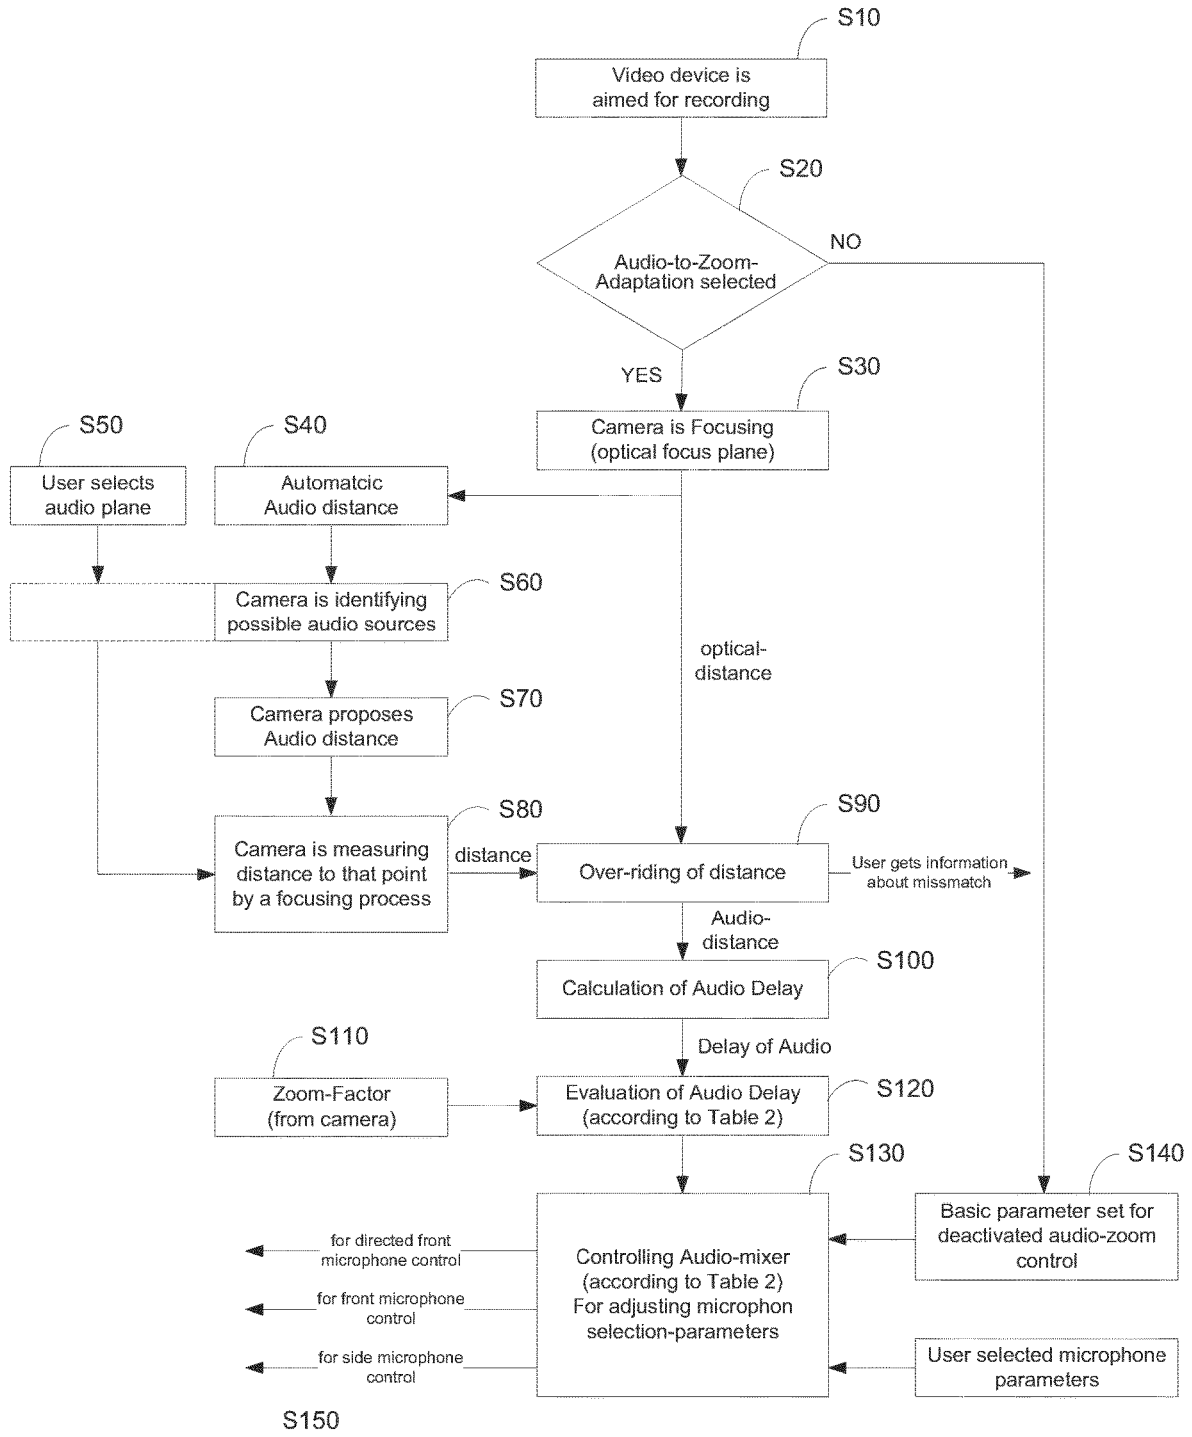 S10
Video device is
aimed for recording
S20
NO
Audio-to-Zoom-
Adaptation selected
YES
S30
Camera is Focusing
(optical focus plane)
S50
User selects
audio plane
S40
Automatcic
Audio distance
S60
Camera is identifying
possible audio sources
optical-
distance
S70
Camera proposes
Audio distance
S80
Camera is measuring
distance to that point
by a focusing process
distance
S90
Over-riding of distance
User gets information
about missmatch
Audio-
distance
S100
Calculation of Audio Delay
Delay of Audio
S110
Zoom-Factor
(from camera)
S120
Evaluation of Audio Delay
(according to Table 2)
S130
Controlling Audio-mixer
(according to Table 2)
For adjusting microphon
selection-parameters
S140
Basic parameter set for
deactivated audio-zoom
control
User selected microphone
parameters
for directed front
microphone control
for front microphone
control
for side microphone
control
S150